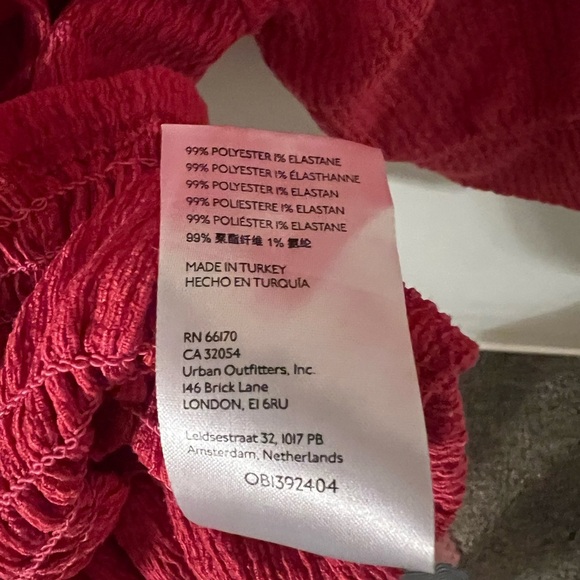 99% POLYESTER 1% ELASTANE
99% POLYESTER 1% ÉLASTHANNE
99% POLYESTER 1% ELASTAN
99% POLIESTERE 1% ELASTAN
99% POLIÉSTER 1% ELASTANE
99% 聚酯纤维 1% 氨纶
MADE IN TURKEY
HECHO EN TURQUÍA
RN 66170
CA 32054
Urban Outfitters, Inc.
146 Brick Lane
LONDON, E1 6RU
Leidsestraat 32, 1017 PB
Amsterdam, Netherlands
OB1392404